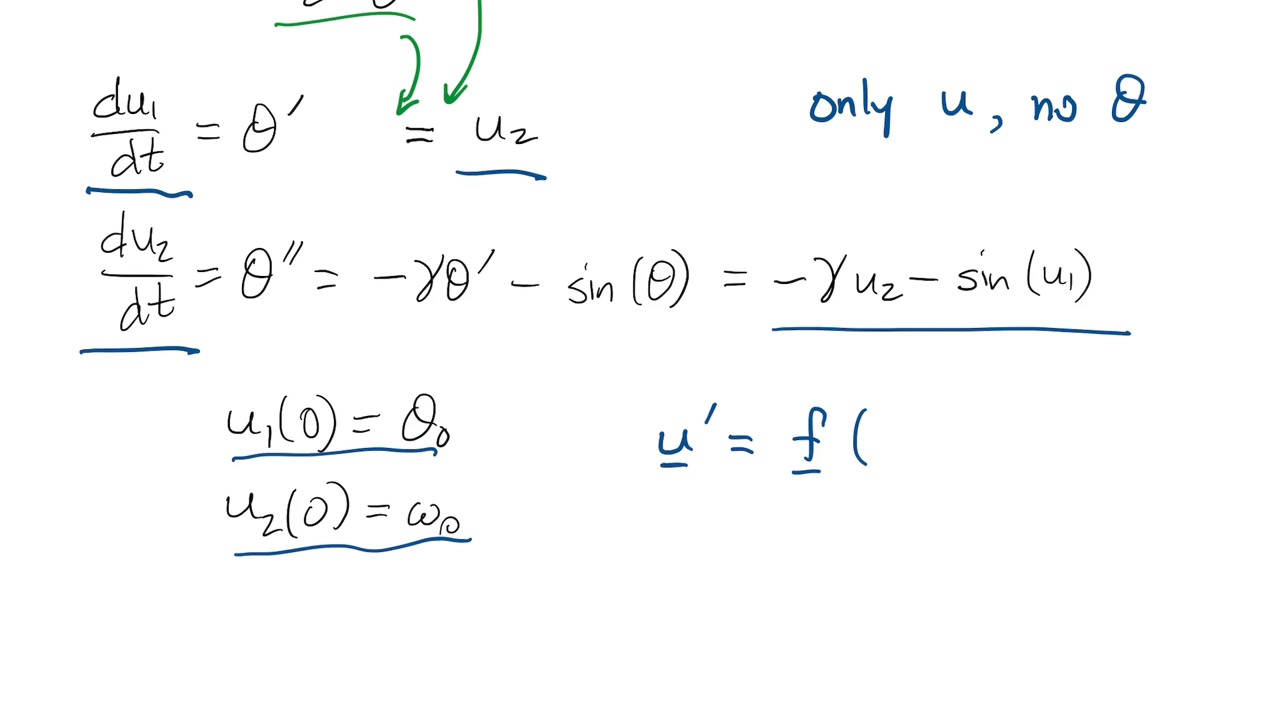 du₁/dt = θ′ = u₂
only u, no θ
du₂/dt = θ″ = −γθ′ − sin(θ) = −γu₂ − sin(u₁)
u₁(0) = θ₀
u′ = f (
u₂(0) = ω₀